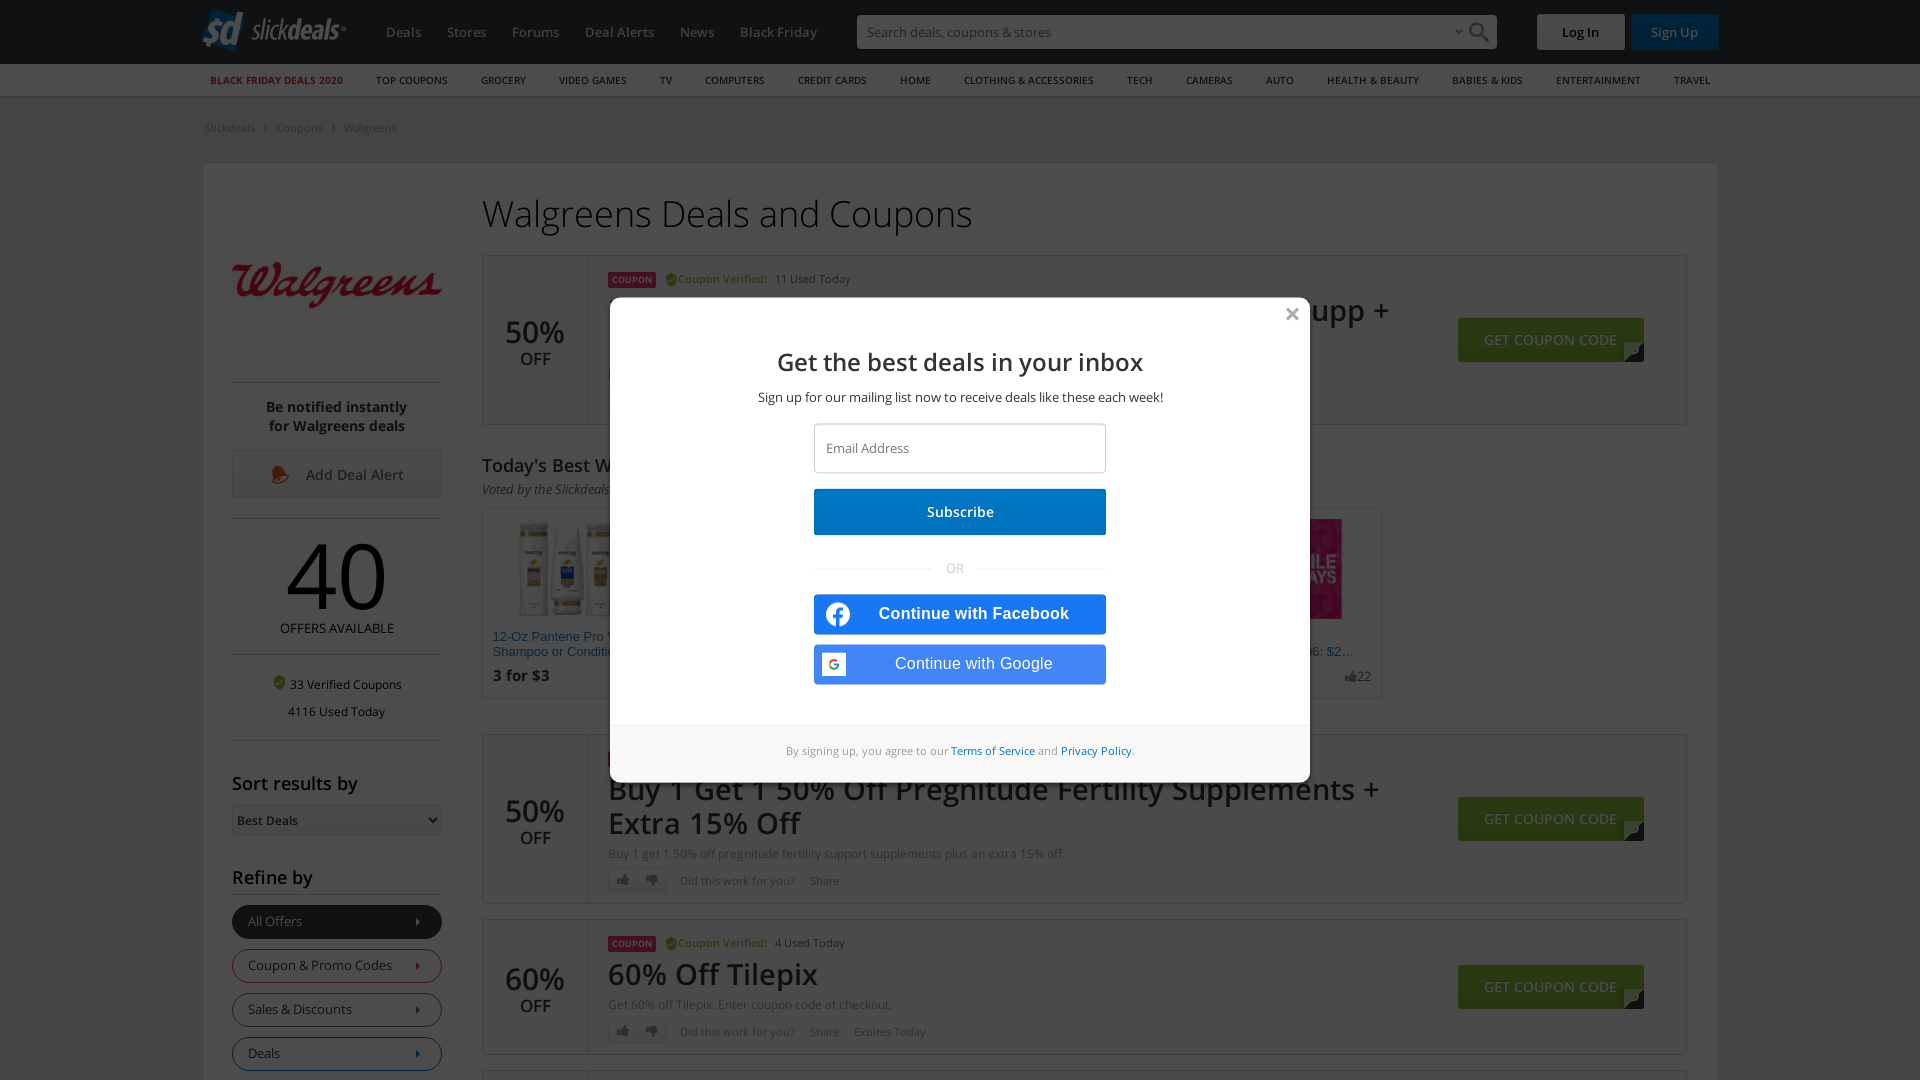 sd slickdeals
Deals
Stores
Forums
Deal Alerts
News
Black Friday
Search deals, coupons & stores
Log In
Sign Up
BLACK FRIDAY DEALS 2020
TOP COUPONS
GROCERY
VIDEO GAMES
TV
COMPUTERS
CREDIT CARDS
HOME
CLOTHING & ACCESSORIES
TECH
CAMERAS
AUTO
HEALTH & BEAUTY
BABIES & KIDS
ENTERTAINMENT
TRAVEL
Slickdeals
Coupons
Walgreens
Walgreens
Be notified instantly
for Walgreens deals
Add Deal Alert
40
OFFERS AVAILABLE
33 Verified Coupons
4116 Used Today
Sort results by
Best Deals
Refine by
All Offers
Coupon & Promo Codes
Sales & Discounts
Deals
Walgreens Deals and Coupons
50%
OFF
COUPON
Coupon Verified!
11 Used Today
upp +
GET COUPON CODE
Today's Best W
Voted by the Slickdeals
12-Oz Pantene Pro
Shampoo or Conditi
3 for $3
6: $2...
22
Get the best deals in your inbox
Sign up for our mailing list now to receive deals like these each week!
Email Address
Subscribe
OR
Continue with Facebook
Continue with Google
By signing up, you agree to our Terms of Service and Privacy Policy.
50%
OFF
Buy 1 Get 1 50% Off Pregnitude Fertility Supplements +
Extra 15% Off
Buy 1 get 1 50% off pregnitude fertility support supplements plus an extra 15% off.
Did this work for you? · Share
GET COUPON CODE
60%
OFF
COUPON
Coupon Verified!
4 Used Today
60% Off Tilepix
Get 60% off Tilepix. Enter coupon code at checkout.
Did this work for you? · Share · Expires Today
GET COUPON CODE